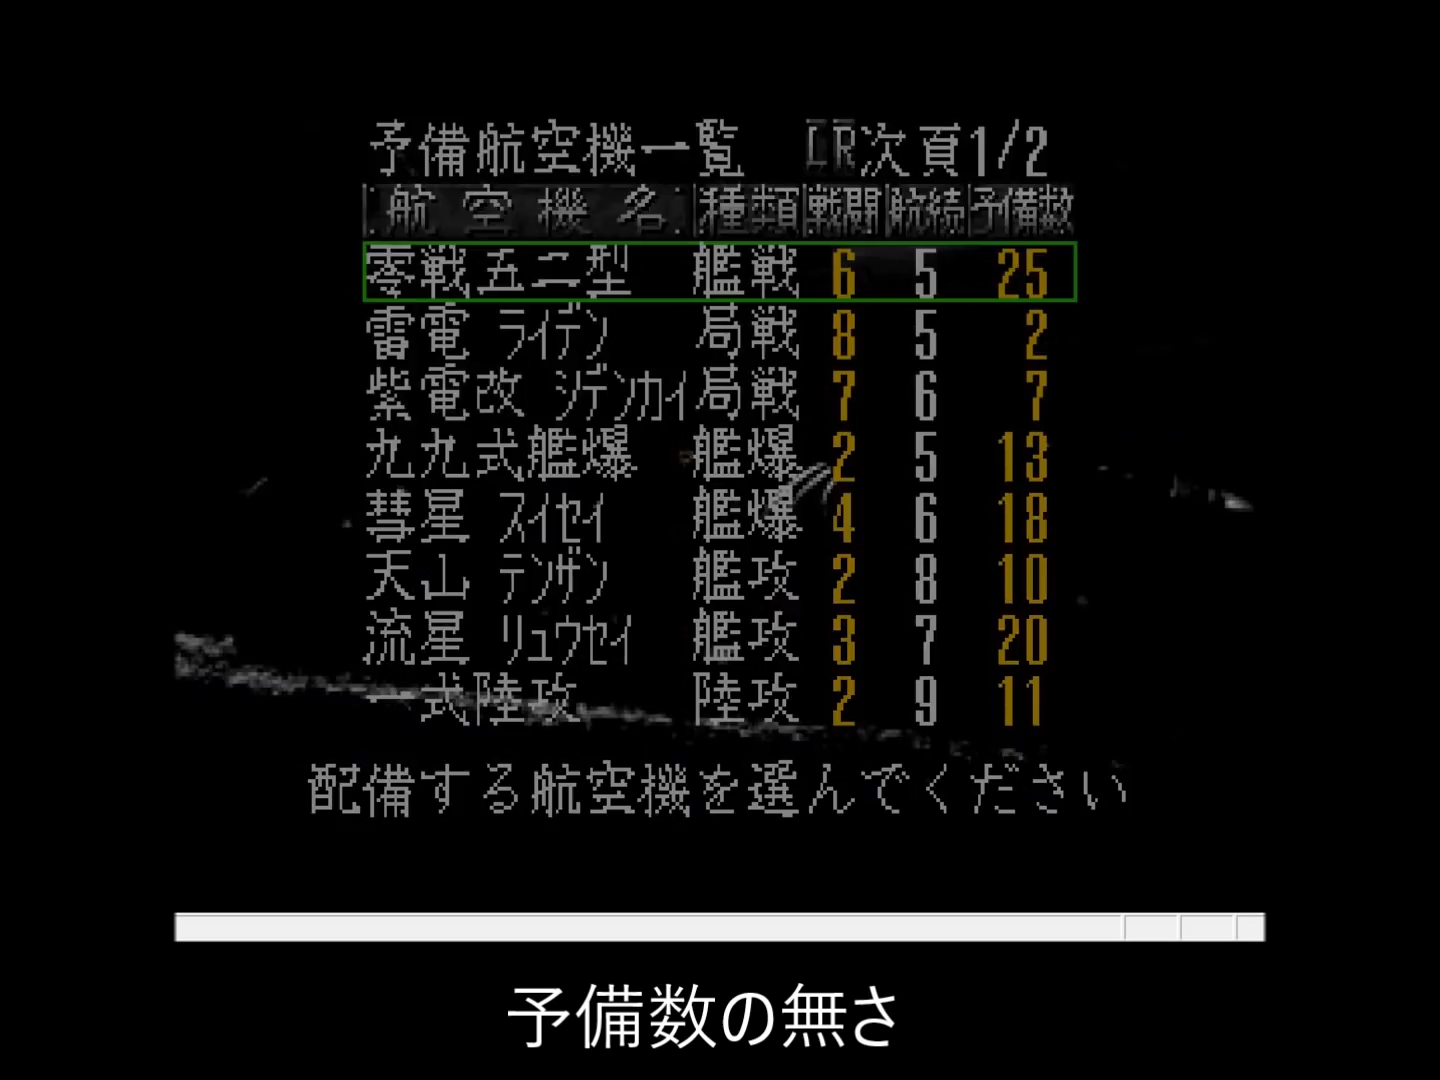 予備航空機一覧 LR次頁1/2
航空機名 種類 戦闘 航続 予備数
零戦五二型 艦戦 6 5 25
雷電 ライデン 局戦 8 5 2
紫電改 シデンカイ 局戦 7 6 7
九九式艦爆 艦爆 2 5 13
彗星 スイセイ 艦爆 4 6 18
天山 テンザン 艦攻 2 8 10
流星 リュウセイ 艦攻 3 7 20
一式陸攻 陸攻 2 9 11
配備する航空機を選んでください
予備数の無さ